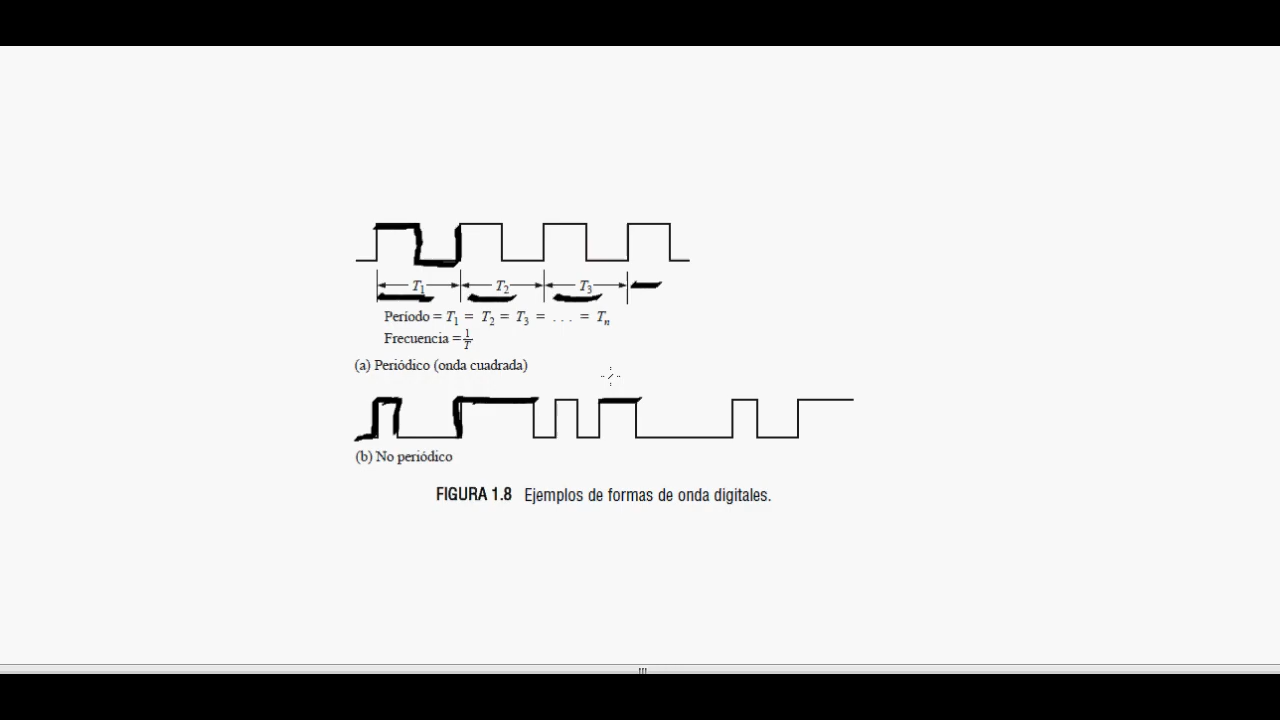 T₁ T₂ T₃
Período = T₁ = T₂ = T₃ = . . . = Tₙ
Frecuencia = 1/T
(a) Periódico (onda cuadrada)
(b) No periódico
FIGURA 1.8 Ejemplos de formas de onda digitales.